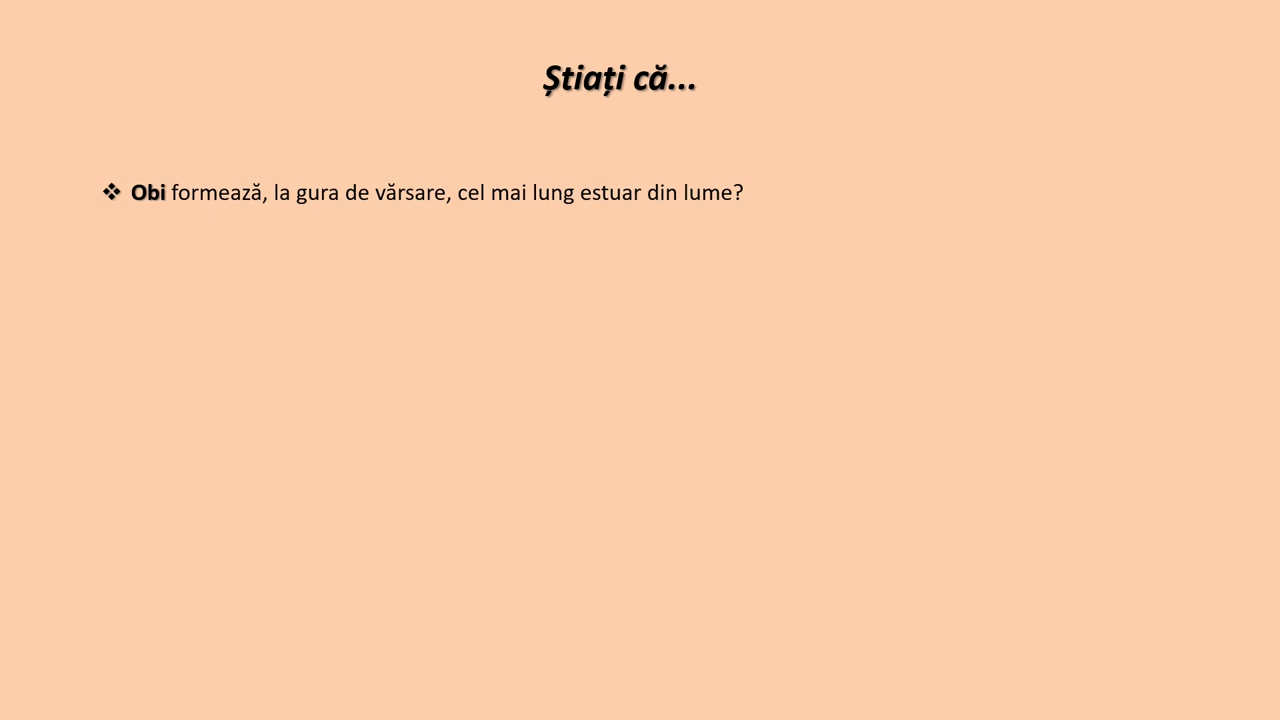 Știați că...
❖ Obi formează, la gura de vărsare, cel mai lung estuar din lume?